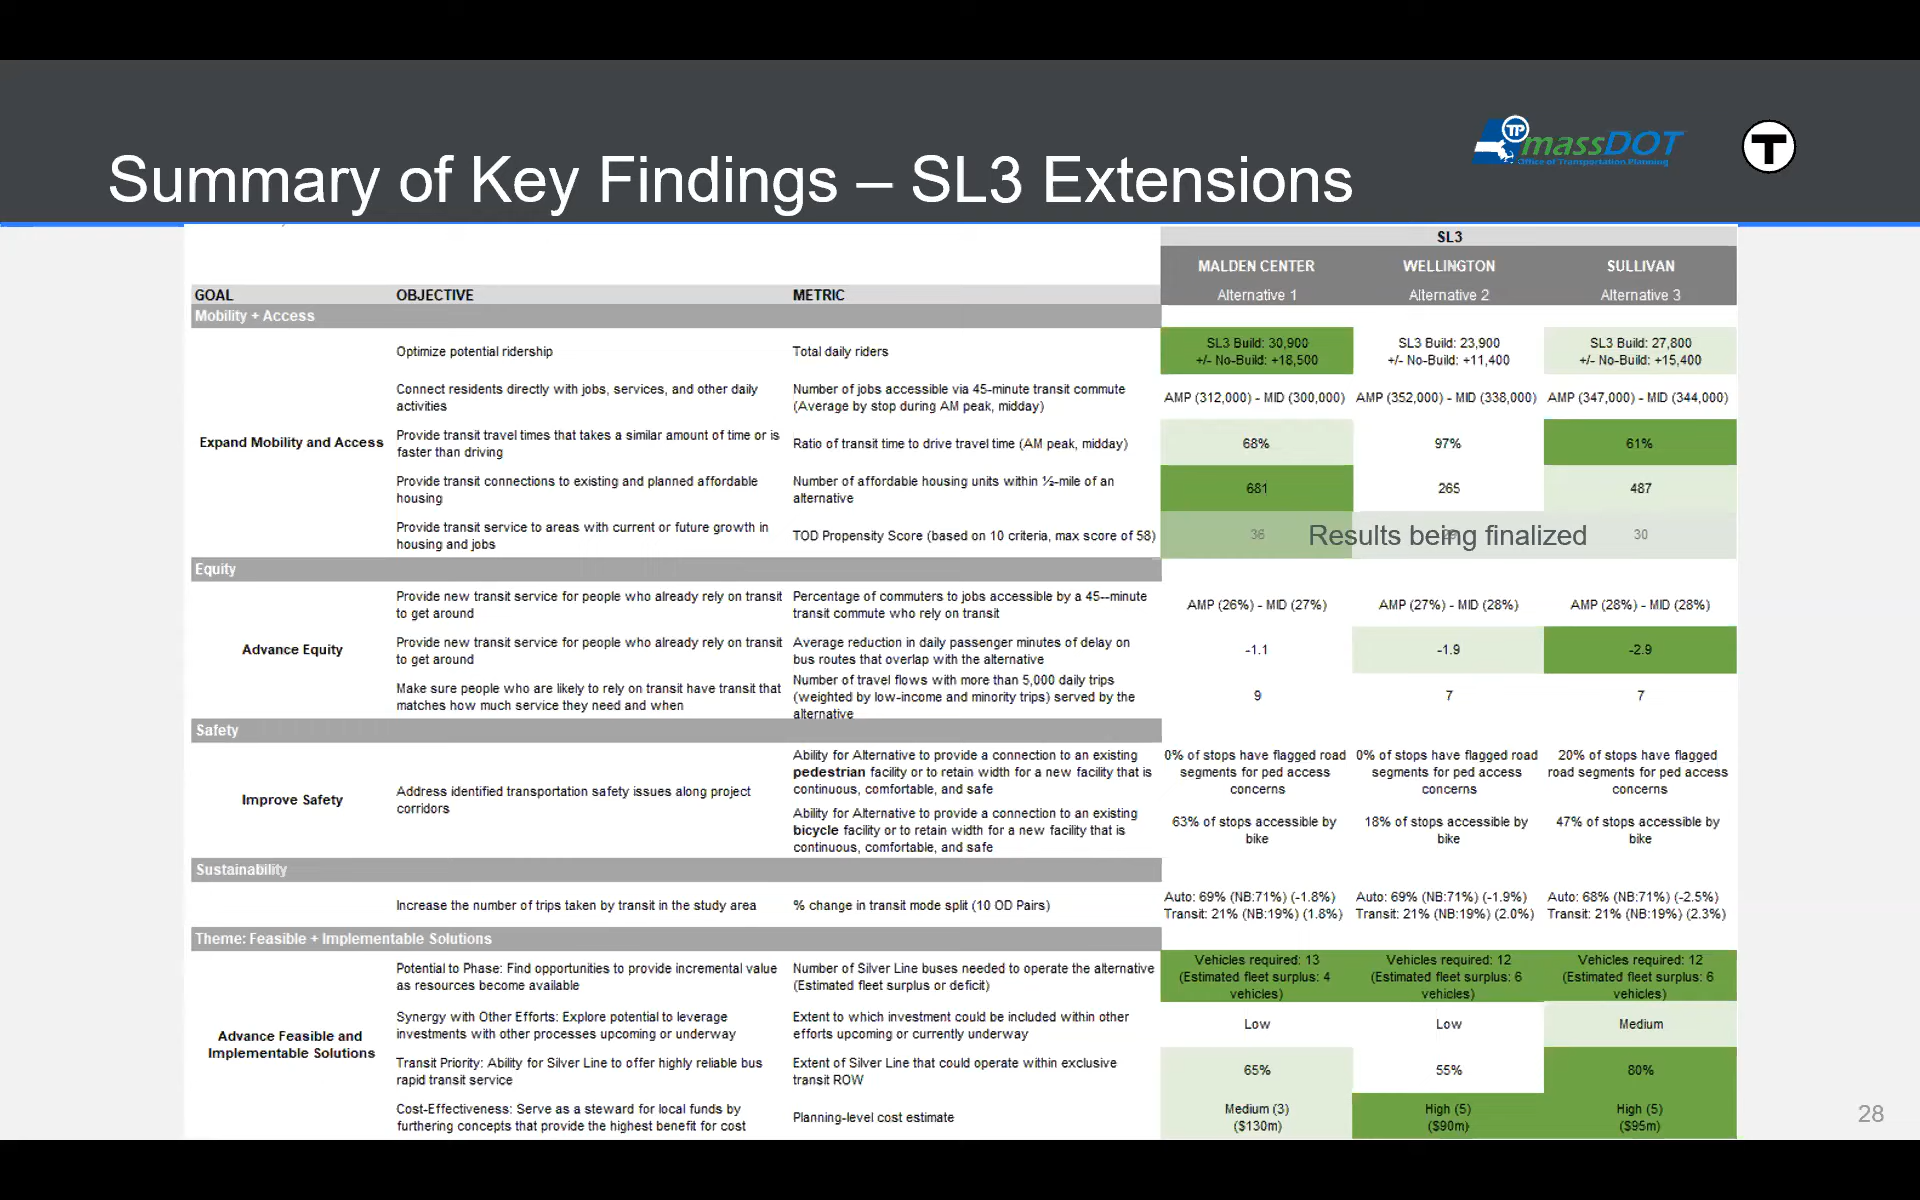 TP massDOT
Office of Transportation Planning
T
Summary of Key Findings – SL3 Extensions
SL3
MALDEN CENTER WELLINGTON SULLIVAN
GOAL OBJECTIVE METRIC Alternative 1 Alternative 2 Alternative 3
Mobility + Access
Expand Mobility and Access
Optimize potential ridership
Total daily riders
SL3 Build: 30,900
+/- No-Build: +18,500
SL3 Build: 23,900
+/- No-Build: +11,400
SL3 Build: 27,800
+/- No-Build: +15,400
Connect residents directly with jobs, services, and other daily
activities
Number of jobs accessible via 45-minute transit commute
(Average by stop during AM peak, midday)
AMP (312,000) - MID (300,000) AMP (352,000) - MID (338,000) AMP (347,000) - MID (344,000)
Provide transit travel times that takes a similar amount of time or is
faster than driving
Ratio of transit time to drive travel time (AM peak, midday)
68% 97% 61%
Provide transit connections to existing and planned affordable
housing
Number of affordable housing units within ½-mile of an
alternative
681 265 487
Provide transit service to areas with current or future growth in
housing and jobs
TOD Propensity Score (based on 10 criteria, max score of 58)
36 30
Results being finalized
Equity
Advance Equity
Provide new transit service for people who already rely on transit
to get around
Percentage of commuters to jobs accessible by a 45--minute
transit commute who rely on transit
AMP (26%) - MID (27%) AMP (27%) - MID (28%) AMP (28%) - MID (28%)
Provide new transit service for people who already rely on transit
to get around
Average reduction in daily passenger minutes of delay on
bus routes that overlap with the alternative
-1.1 -1.9 -2.9
Make sure people who are likely to rely on transit have transit that
matches how much service they need and when
Number of travel flows with more than 5,000 daily trips
(weighted by low-income and minority trips) served by the
alternative
9 7 7
Safety
Improve Safety
Address identified transportation safety issues along project
corridors
Ability for Alternative to provide a connection to an existing
pedestrian facility or to retain width for a new facility that is
continuous, comfortable, and safe
0% of stops have flagged road
segments for ped access
concerns
0% of stops have flagged road
segments for ped access
concerns
20% of stops have flagged
road segments for ped access
concerns
Ability for Alternative to provide a connection to an existing
bicycle facility or to retain width for a new facility that is
continuous, comfortable, and safe
63% of stops accessible by
bike
18% of stops accessible by
bike
47% of stops accessible by
bike
Sustainability
Increase the number of trips taken by transit in the study area
% change in transit mode split (10 OD Pairs)
Auto: 69% (NB:71%) (-1.8%)
Transit: 21% (NB:19%) (1.8%)
Auto: 69% (NB:71%) (-1.9%)
Transit: 21% (NB:19%) (2.0%)
Auto: 68% (NB:71%) (-2.5%)
Transit: 21% (NB:19%) (2.3%)
Theme: Feasible + Implementable Solutions
Advance Feasible and
Implementable Solutions
Potential to Phase: Find opportunities to provide incremental value
as resources become available
Number of Silver Line buses needed to operate the alternative
(Estimated fleet surplus or deficit)
Vehicles required: 13
(Estimated fleet surplus: 4
vehicles)
Vehicles required: 12
(Estimated fleet surplus: 6
vehicles)
Vehicles required: 12
(Estimated fleet surplus: 6
vehicles)
Synergy with Other Efforts: Explore potential to leverage
investments with other processes upcoming or underway
Extent to which investment could be included within other
efforts upcoming or currently underway
Low Low Medium
Transit Priority: Ability for Silver Line to offer highly reliable bus
rapid transit service
Extent of Silver Line that could operate within exclusive
transit ROW
65% 55% 80%
Cost-Effectiveness: Serve as a steward for local funds by
furthering concepts that provide the highest benefit for cost
Planning-level cost estimate
Medium (3)
($130m)
High (5)
($90m)
High (5)
($95m)
28